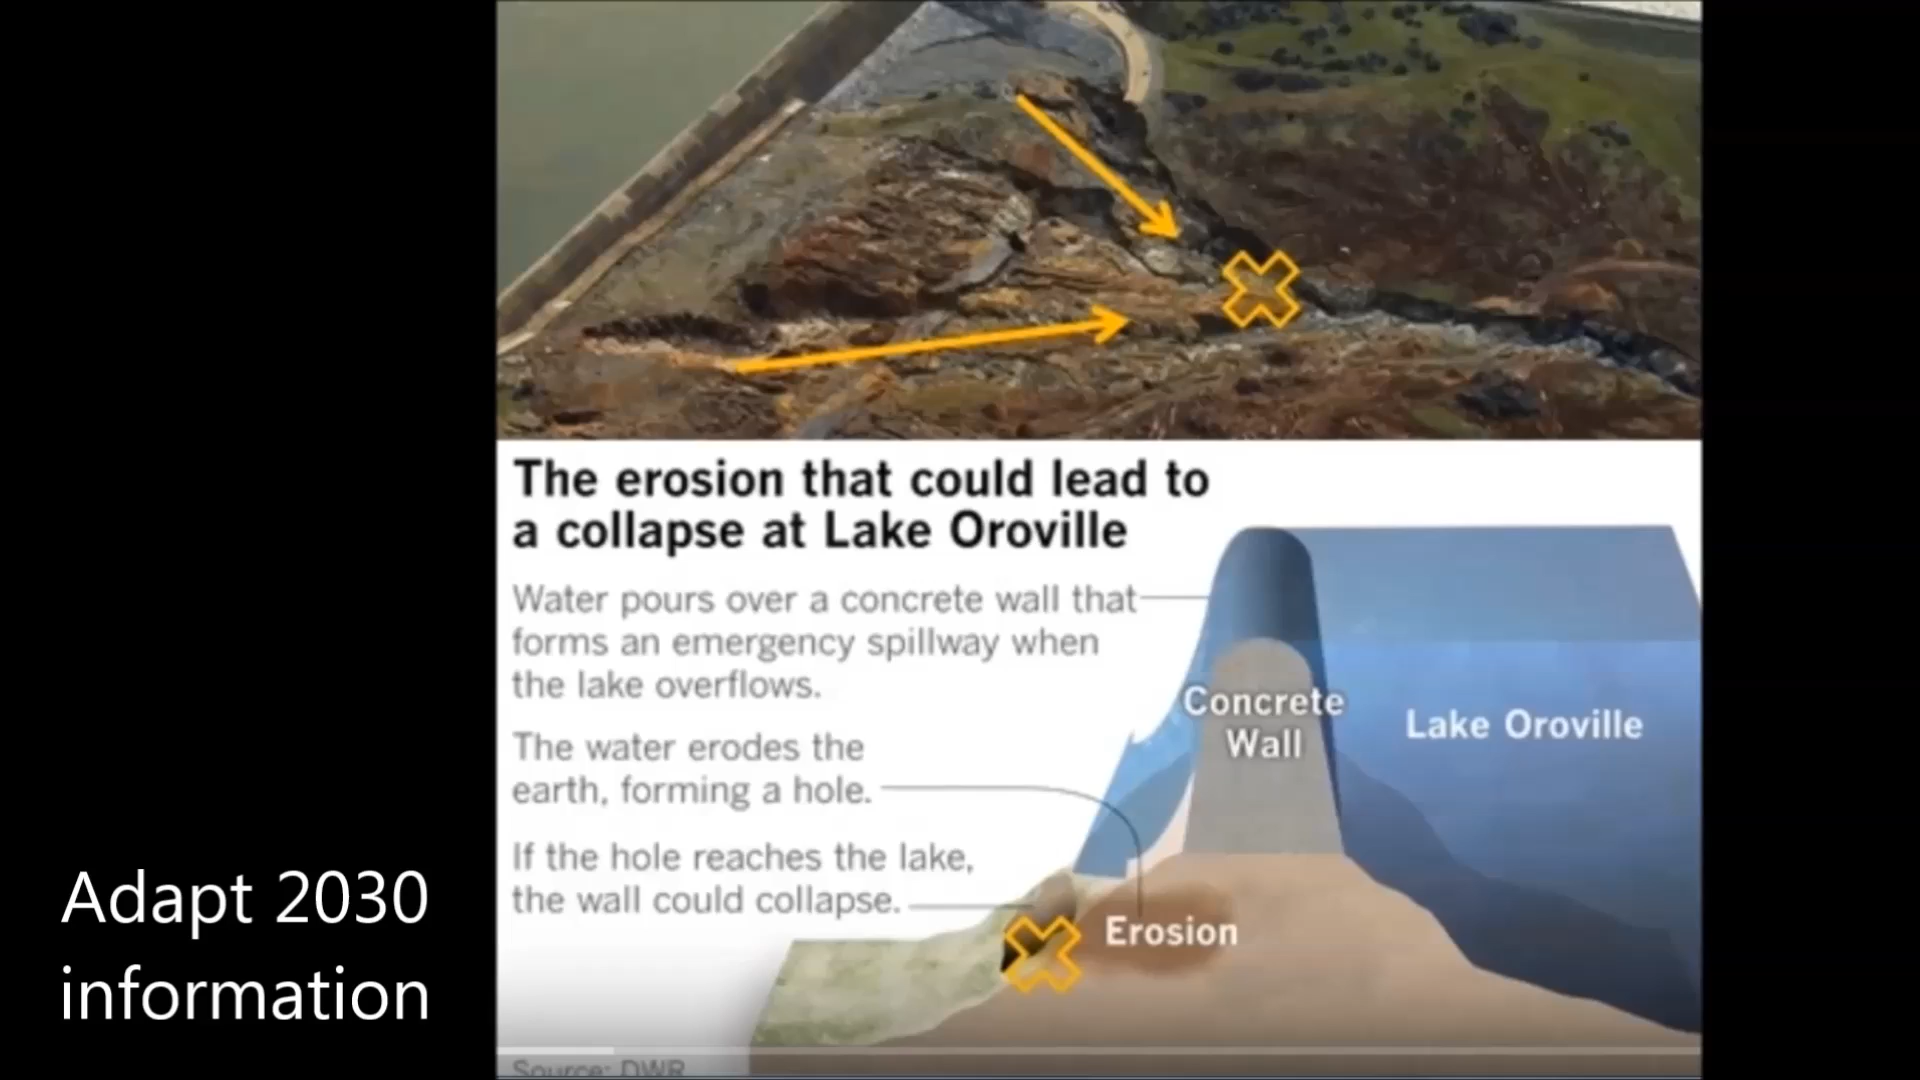 The erosion that could lead to
a collapse at Lake Oroville
Water pours over a concrete wall that
forms an emergency spillway when
the lake overflows.
The water erodes the
earth, forming a hole.
If the hole reaches the lake,
the wall could collapse.
Concrete
Wall
Lake Oroville
Erosion
Source: DWR
Adapt 2030
information